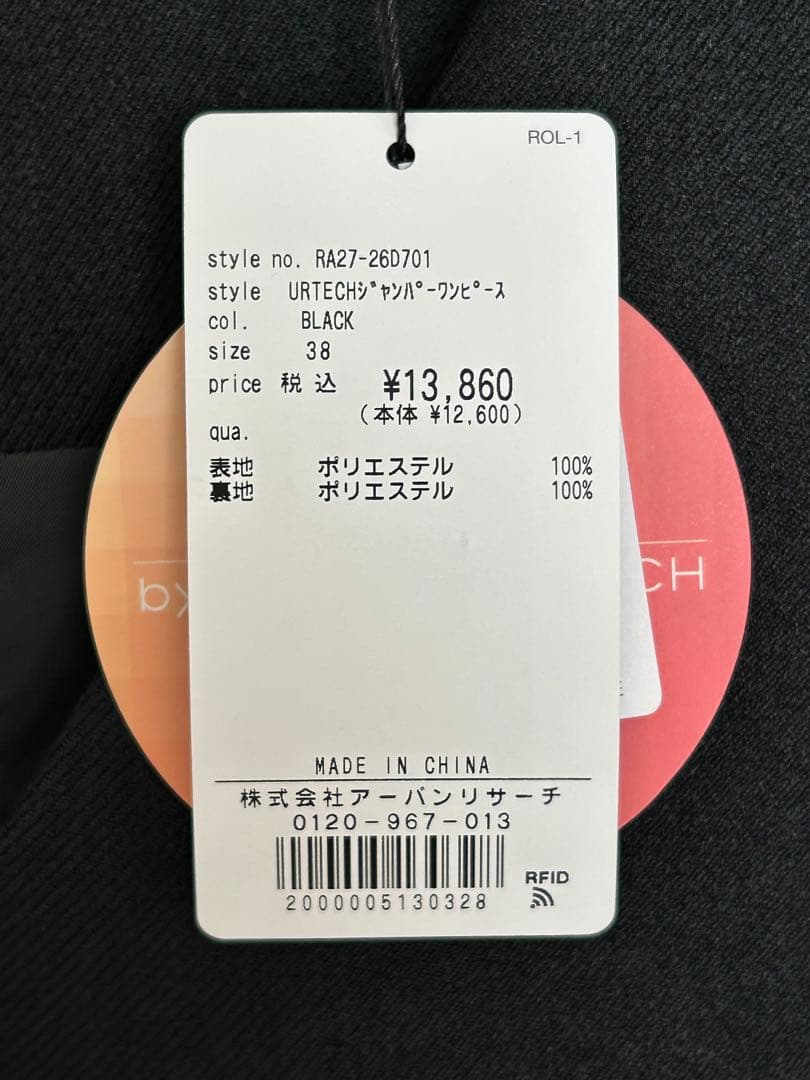 ROL-1
style no. RA27-26D701
style URTECHｼﾞｬﾝﾊﾟｰﾜﾝﾋﾟｰｽ
col. BLACK
size 38
price 税込 ¥13,860
(本体 ¥12,600)
qua.
表地 ポリエステル 100%
裏地 ポリエステル 100%
CH
MADE IN CHINA
株式会社アーバンリサーチ
0120-967-013
2000005130328
RFID